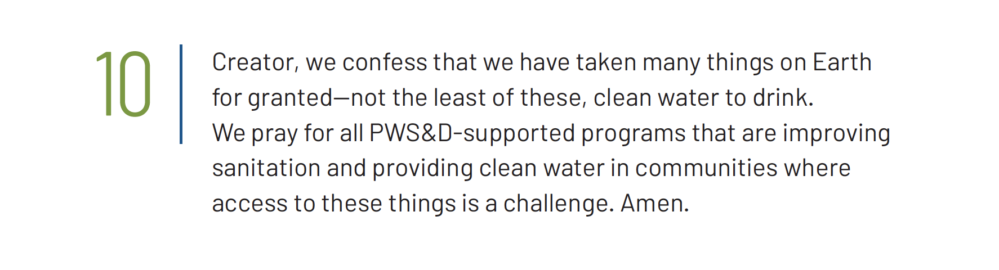 10
Creator, we confess that we have taken many things on Earth
for granted—not the least of these, clean water to drink.
We pray for all PWS&D-supported programs that are improving
sanitation and providing clean water in communities where
access to these things is a challenge. Amen.